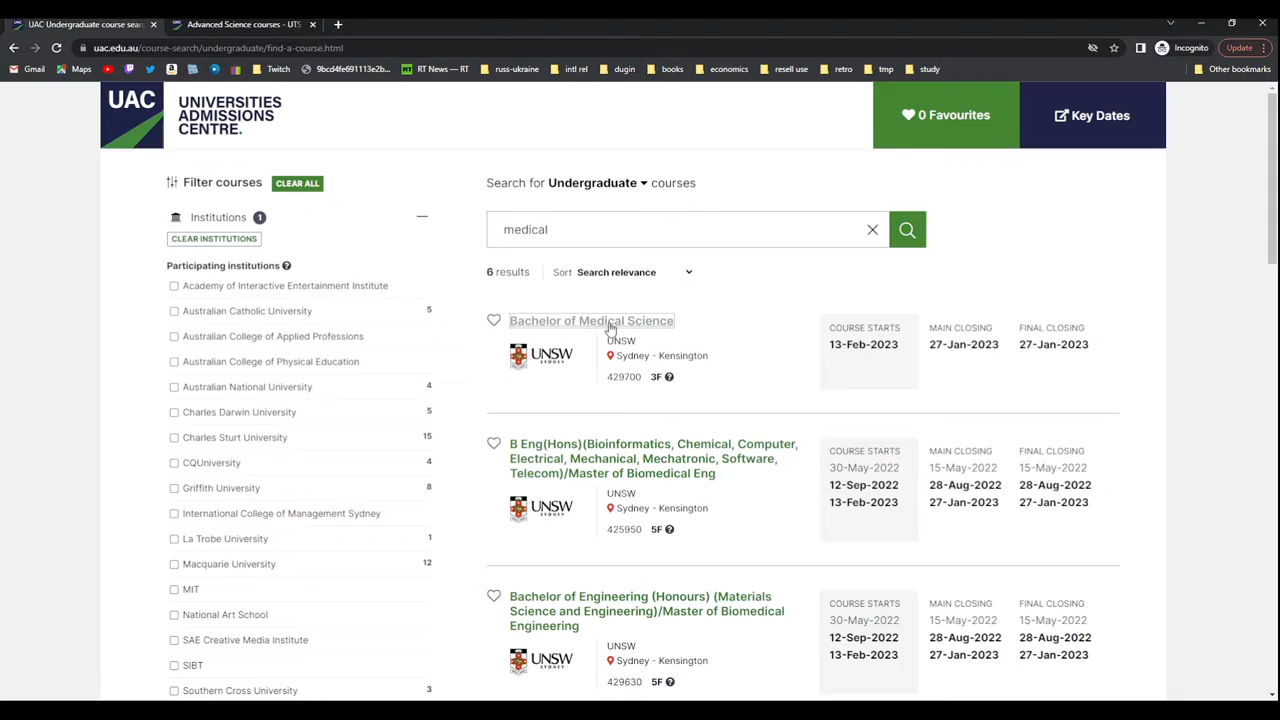 UAC Undergraduate course sear
Advanced Science courses - UTS
uac.edu.au/course-search/undergraduate/find-a-course.html
Incognito
Update
Gmail
Maps
YouTube
Twitch
9bcd4fe691113e2b...
RT News — RT
russ-ukraine
intl rel
dugin
books
economics
resell use
retro
tmp
study
Other bookmarks
UAC
UNIVERSITIES
ADMISSIONS
CENTRE.
0 Favourites
Key Dates
Filter courses
CLEAR ALL
Institutions 1
CLEAR INSTITUTIONS
Participating institutions
Academy of Interactive Entertainment Institute
Australian Catholic University 5
Australian College of Applied Professions
Australian College of Physical Education
Australian National University 4
Charles Darwin University 5
Charles Sturt University 15
CQUniversity 4
Griffith University 8
International College of Management Sydney
La Trobe University 1
Macquarie University 12
MIT
National Art School
SAE Creative Media Institute
SIBT
Southern Cross University 3
Search for Undergraduate courses
medical
6 results
Sort Search relevance
Bachelor of Medical Science
UNSW
SYDNEY
UNSW
Sydney - Kensington
429700 3F
COURSE STARTS
13-Feb-2023
MAIN CLOSING
27-Jan-2023
FINAL CLOSING
27-Jan-2023
B Eng(Hons)(Bioinformatics, Chemical, Computer,
Electrical, Mechanical, Mechatronic, Software,
Telecom)/Master of Biomedical Eng
UNSW
SYDNEY
UNSW
Sydney - Kensington
425950 5F
COURSE STARTS
30-May-2022
12-Sep-2022
13-Feb-2023
MAIN CLOSING
15-May-2022
28-Aug-2022
27-Jan-2023
FINAL CLOSING
15-May-2022
28-Aug-2022
27-Jan-2023
Bachelor of Engineering (Honours) (Materials
Science and Engineering)/Master of Biomedical
Engineering
UNSW
SYDNEY
UNSW
Sydney - Kensington
429630 5F
COURSE STARTS
30-May-2022
12-Sep-2022
13-Feb-2023
MAIN CLOSING
15-May-2022
28-Aug-2022
27-Jan-2023
FINAL CLOSING
15-May-2022
28-Aug-2022
27-Jan-2023